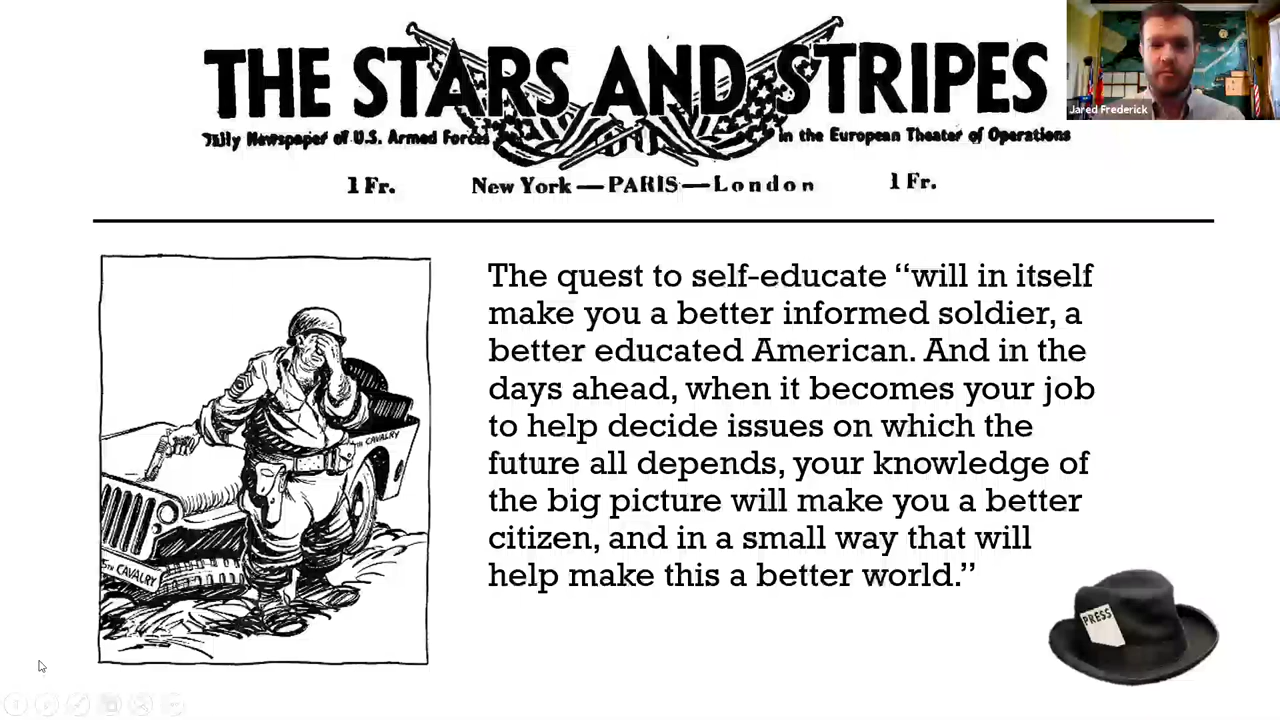 THE STARS AND STRIPES
Daily Newspaper of U.S. Armed Forces in the European Theater of Operations
1 Fr. New York — PARIS — London 1 Fr.
Jared Frederick
The quest to self-educate “will in itself
make you a better informed soldier, a
better educated American. And in the
days ahead, when it becomes your job
to help decide issues on which the
future all depends, your knowledge of
the big picture will make you a better
citizen, and in a small way that will
help make this a better world.”
TH CAVALRY
5TH CAVALRY
PRESS